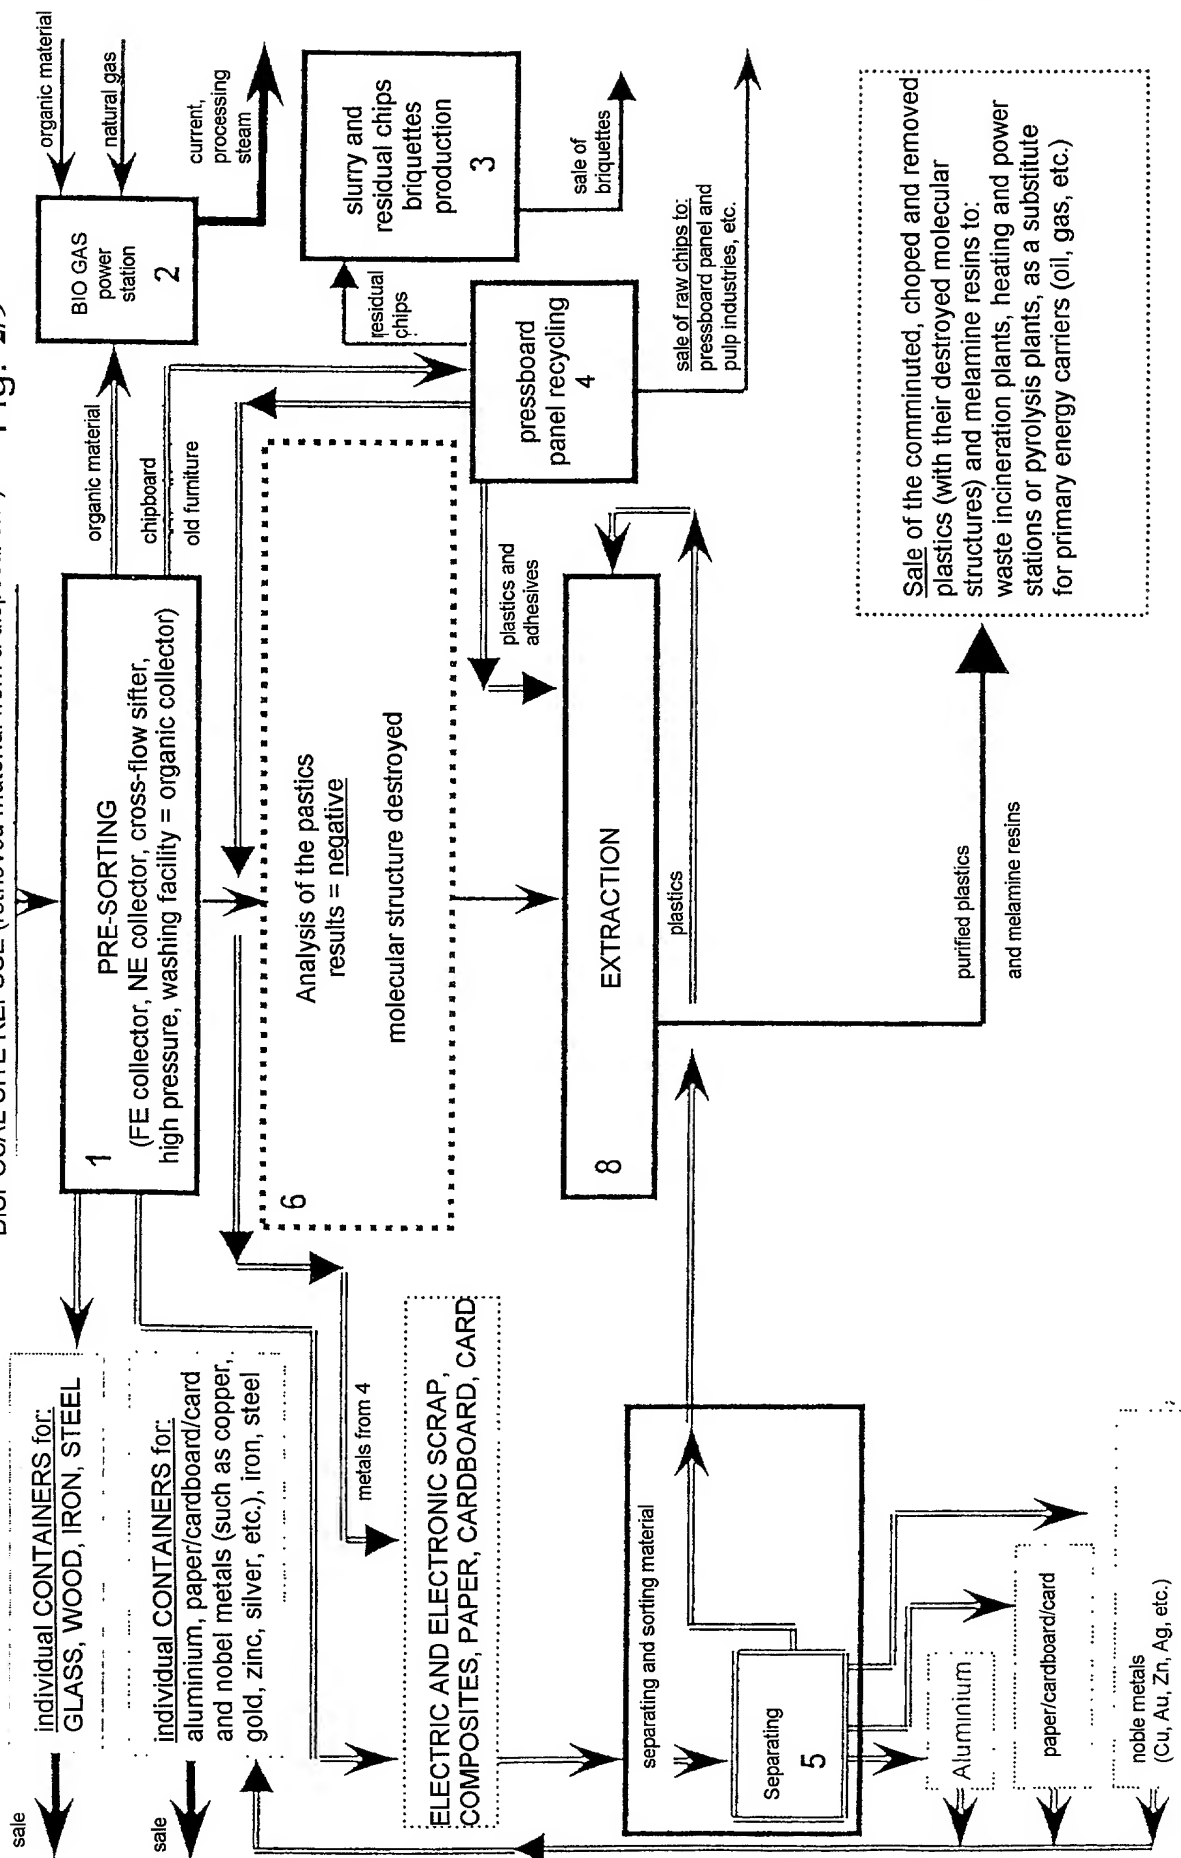 DISPOSAL SITE REFUSE (retrieved material from a disposal
Fig. 2/9
sale
individual CONTAINERS for:
GLASS, WOOD, IRON, STEEL
sale
individual CONTAINERS for:
aluminium, paper/cardboard/card
and nobel metals (such as copper,
gold, zinc, silver, etc.), iron, steel
1
PRE-SORTING
(FE collector, NE collector, cross-flow sifter,
high pressure, washing facility = organic collector)
organic material
chipboard
old furniture
organic material
natural gas
BIO GAS
power
station
2
current,
processing
steam
slurry and
residual chips
briquettes
production
3
residual
chips
sale of
briquettes
pressboard
panel recycling
4
sale of raw chips to:
pressboard panel and
pulp industries, etc.
6
Analysis of the pastics
results = negative
molecular structure destroyed
plastics and
adhesives
metals from 4
ELECTRIC AND ELECTRONIC SCRAP,
COMPOSITES, PAPER, CARDBOARD, CARD
8
EXTRACTION
plastics
separating and sorting material
Separating
5
Aluminium
paper/cardboard/card
noble metals
(Cu, Au, Zn, Ag, etc.)
purified plastics
and melamine resins
Sale of the comminuted, choped and removed
plastics (with their destroyed molecular
structures) and melamine resins to:
waste incineration plants, heating and power
stations or pyrolysis plants, as a substitute
for primary energy carriers (oil, gas, etc.)